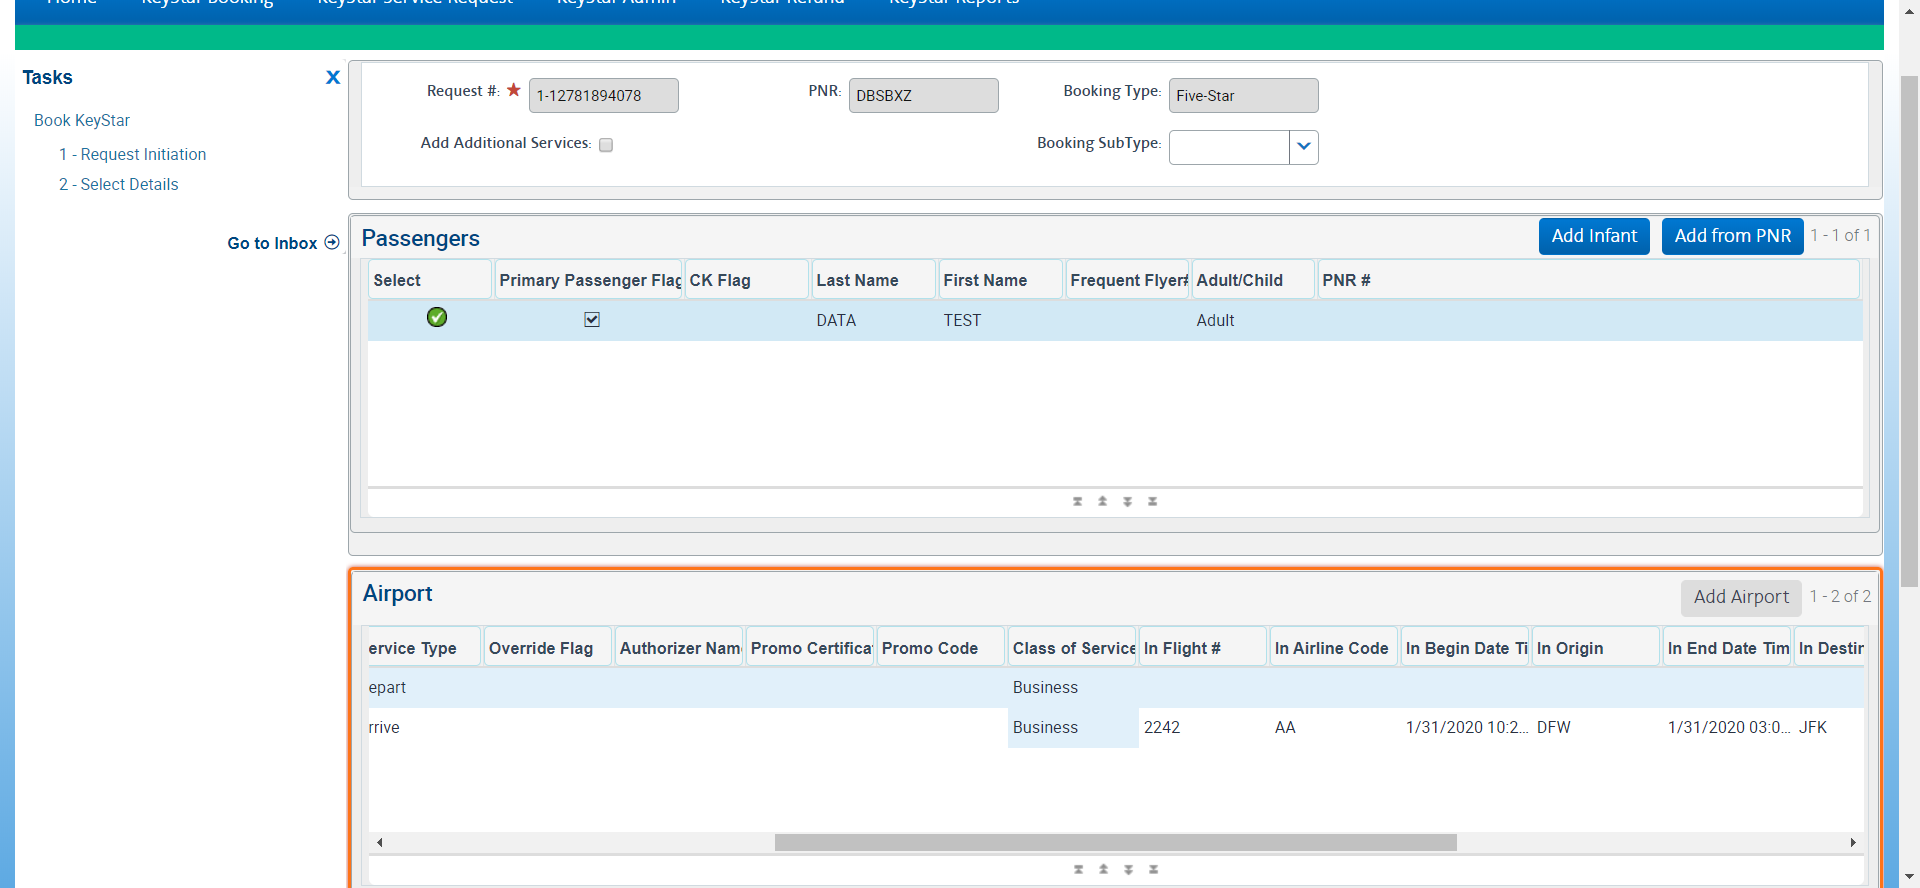 Home KeyStar Booking KeyStar Service Request KeyStar Admin KeyStar Refund KeyStar Reports
Tasks X
Book KeyStar
1 - Request Initiation
2 - Select Details
Go to Inbox
Request #: 1-12781894078 PNR: DBSBXZ Booking Type: Five-Star
Add Additional Services: Booking SubType:
Passengers Add Infant Add from PNR 1 - 1 of 1
Select Primary Passenger Flag CK Flag Last Name First Name Frequent Flyer# Adult/Child PNR #
DATA TEST Adult
Airport Add Airport 1 - 2 of 2
ervice Type Override Flag Authorizer Nam Promo Certifica Promo Code Class of Service In Flight # In Airline Code In Begin Date Ti In Origin In End Date Tim In Destin
epart Business
rrive Business 2242 AA 1/31/2020 10:2... DFW 1/31/2020 03:0... JFK